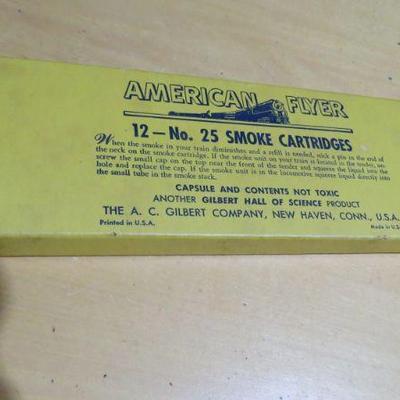 AMERICAN FLYER
12 — No. 25 SMOKE CARTRIDGES
When the smoke in your train diminishes and a refill is needed, stick a pin in the end of
the neck on the smoke cartridge. If the smoke unit on your train is located in the tender, un-
screw the small cap on the top near the front of the tender and squeeze the liquid into the
hole and replace the cap. If the smoke unit is in the locomotive squeeze liquid directly into
the small tube in the smoke stack.
CAPSULE AND CONTENTS NOT TOXIC
ANOTHER GILBERT HALL OF SCIENCE PRODUCT
THE A. C. GILBERT COMPANY, NEW HAVEN, CONN., U.S.A.
Printed in U.S.A. Made in U.S.